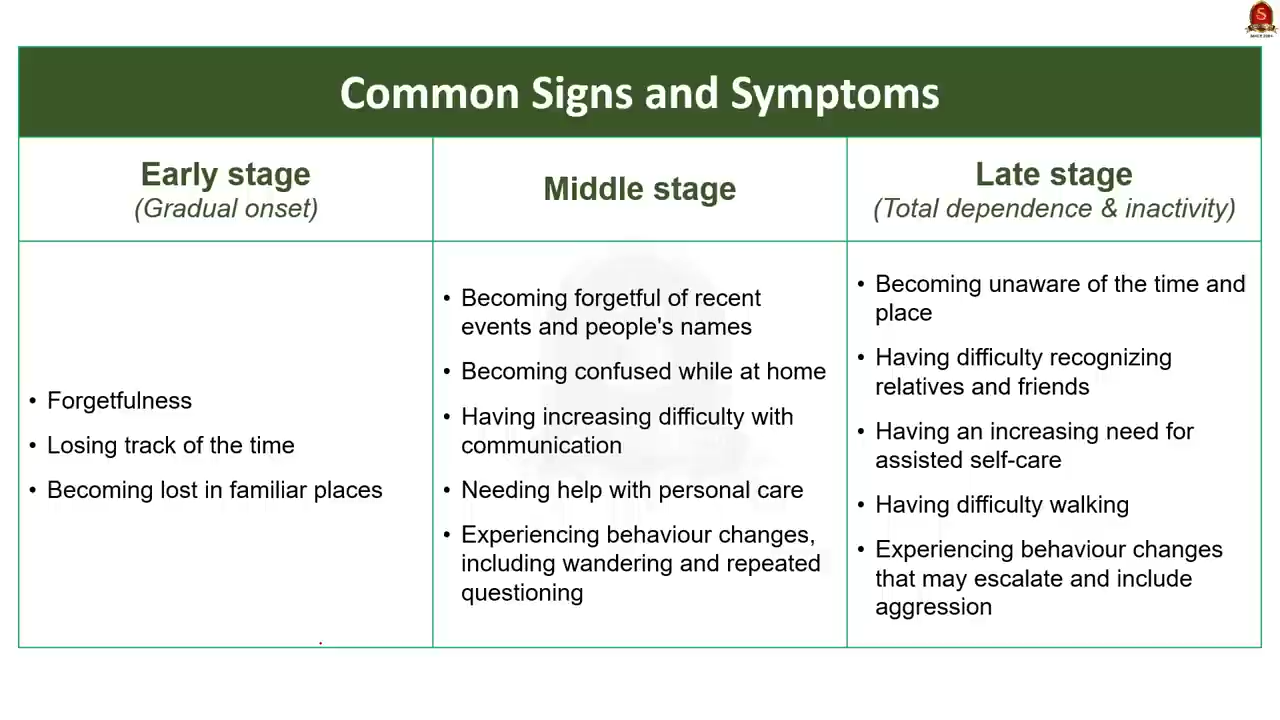 Common Signs and Symptoms
Early stage
(Gradual onset)
Middle stage
Late stage
(Total dependence & inactivity)
• Forgetfulness
• Losing track of the time
• Becoming lost in familiar places
• Becoming forgetful of recent
events and people's names
• Becoming confused while at home
• Having increasing difficulty with
communication
• Needing help with personal care
• Experiencing behaviour changes,
including wandering and repeated
questioning
• Becoming unaware of the time and
place
• Having difficulty recognizing
relatives and friends
• Having an increasing need for
assisted self-care
• Having difficulty walking
• Experiencing behaviour changes
that may escalate and include
aggression